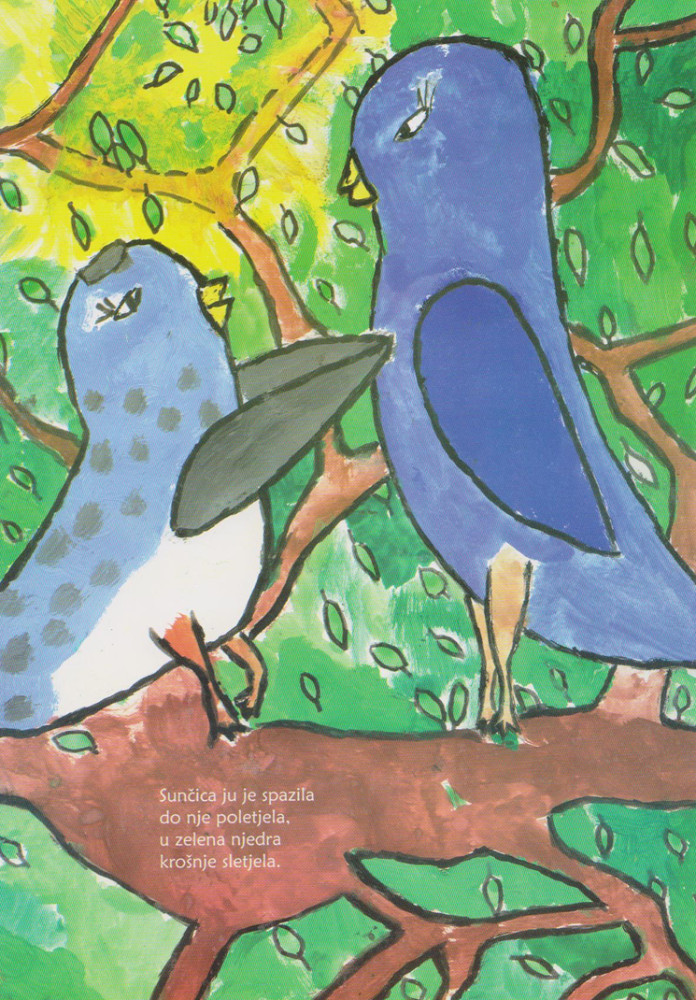 Sunčica ju je spazila
do nje poletjela,
u zelena njedra
krošnje sletjela.